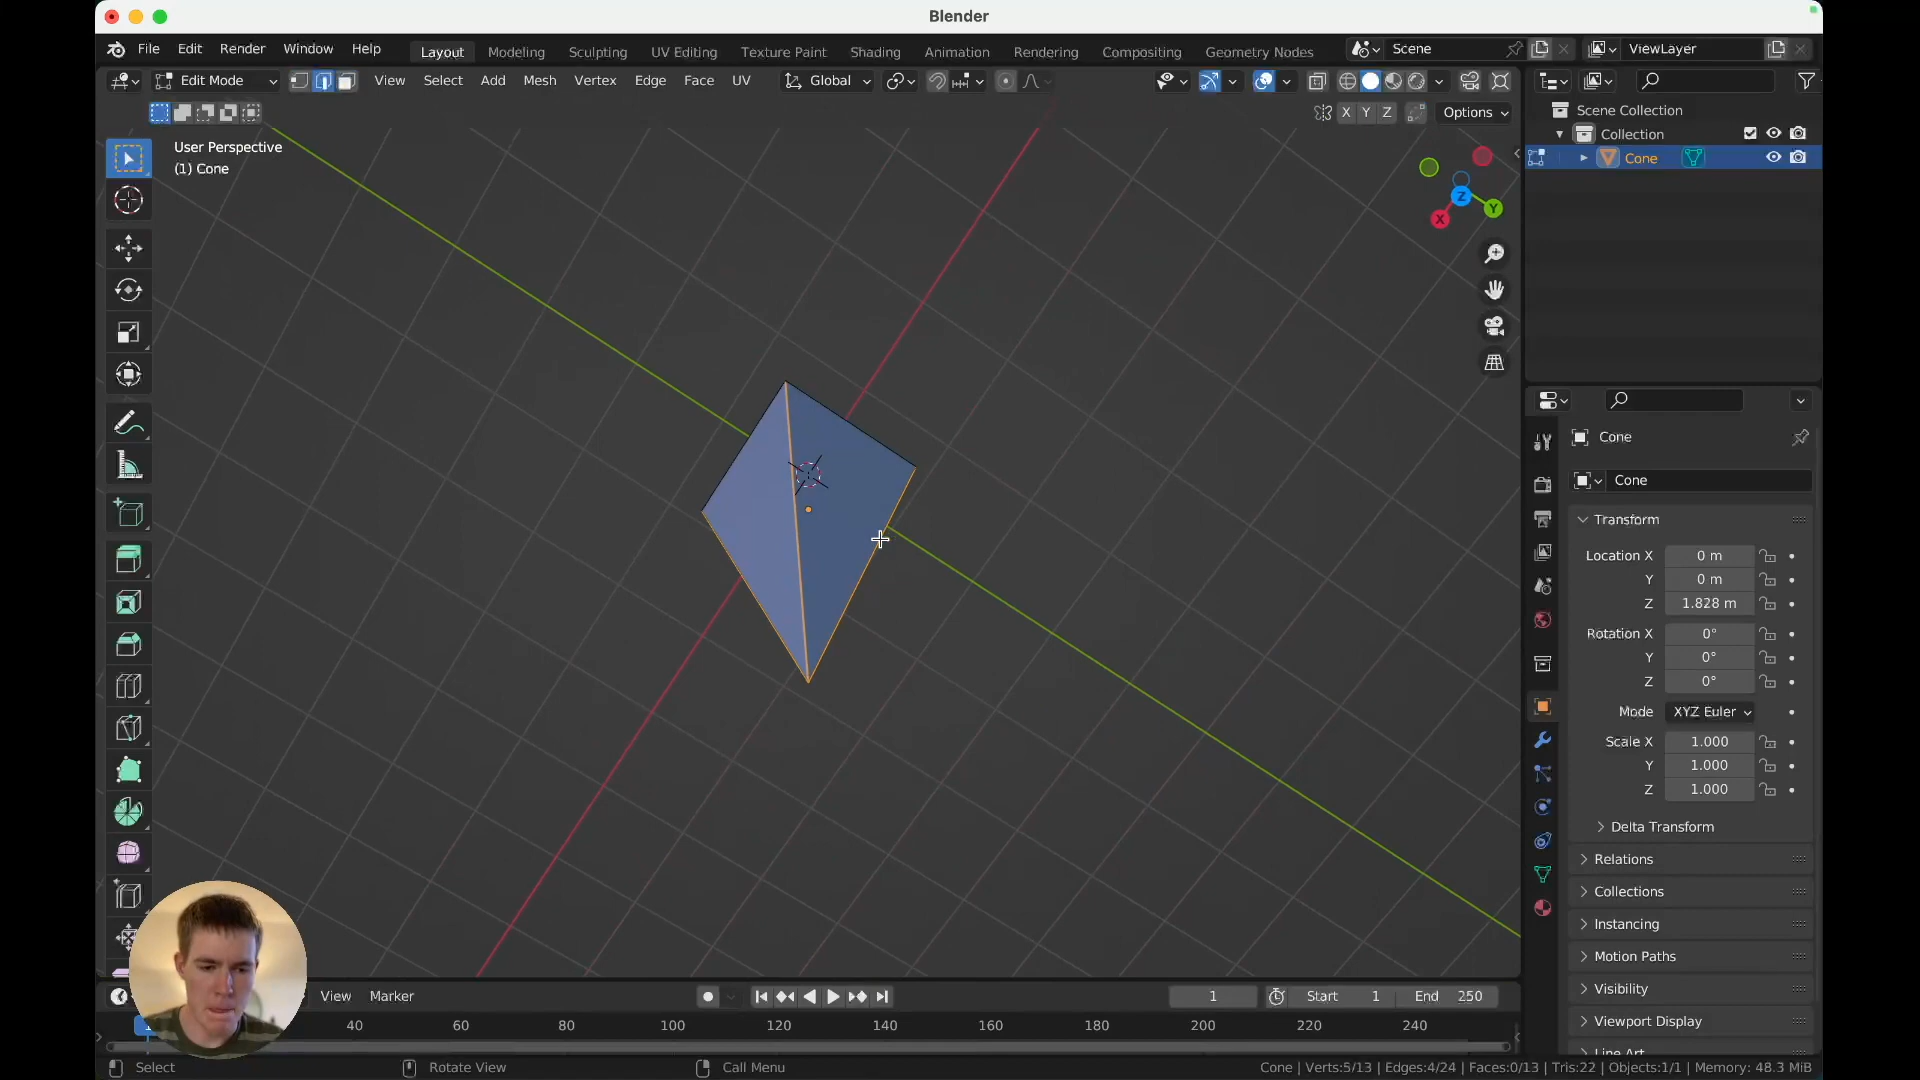 Blender
File Edit Render Window Help
Layout Modeling Sculpting UV Editing Texture Paint Shading Animation Rendering Compositing Geometry Nodes
Scene
ViewLayer
Edit Mode
View Select Add Mesh Vertex Edge Face UV
Global
X Y Z
Options
User Perspective
(1) Cone
X
Y
Z
Scene Collection
Collection
Cone
Cone
Cone
Transform
Location X 0 m
Y 0 m
Z 1.828 m
Rotation X 0°
Y 0°
Z 0°
Mode XYZ Euler
Scale X 1.000
Y 1.000
Z 1.000
Delta Transform
Relations
Collections
Instancing
Motion Paths
Visibility
Viewport Display
Line Art
View Marker
1
Start 1
End 250
40 60 80 100 120 140 160 180 200 220 240
Select
Rotate View
Call Menu
Cone | Verts:5/13 | Edges:4/24 | Faces:0/13 | Tris:22 | Objects:1/1 | Memory: 48.3 MiB